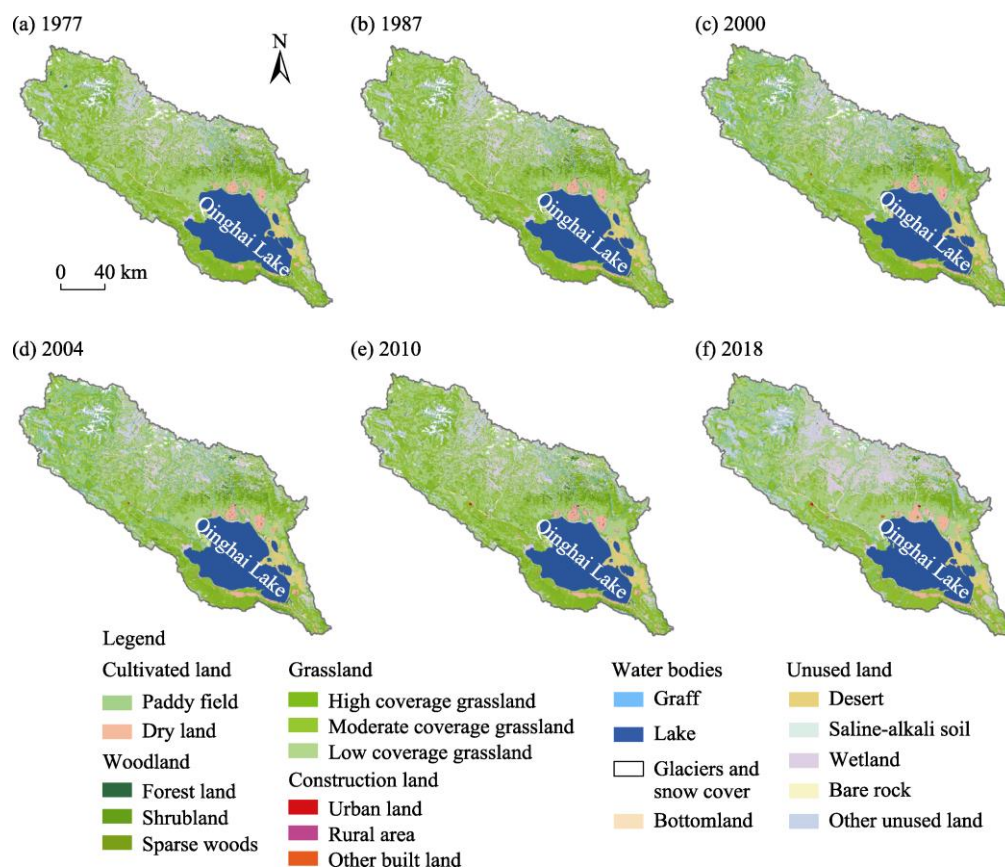 (a) 1977
(b) 1987
(c) 2000
N
Qinghai Lake
Qinghai Lake
Qinghai Lake
0 40 km
(d) 2004
(e) 2010
(f) 2018
Qinghai Lake
Qinghai Lake
Qinghai Lake
Legend
Cultivated land
Paddy field
Dry land
Woodland
Forest land
Shrubland
Sparse woods
Grassland
High coverage grassland
Moderate coverage grassland
Low coverage grassland
Construction land
Urban land
Rural area
Other built land
Water bodies
Graff
Lake
Glaciers and
snow cover
Bottomland
Unused land
Desert
Saline-alkali soil
Wetland
Bare rock
Other unused land